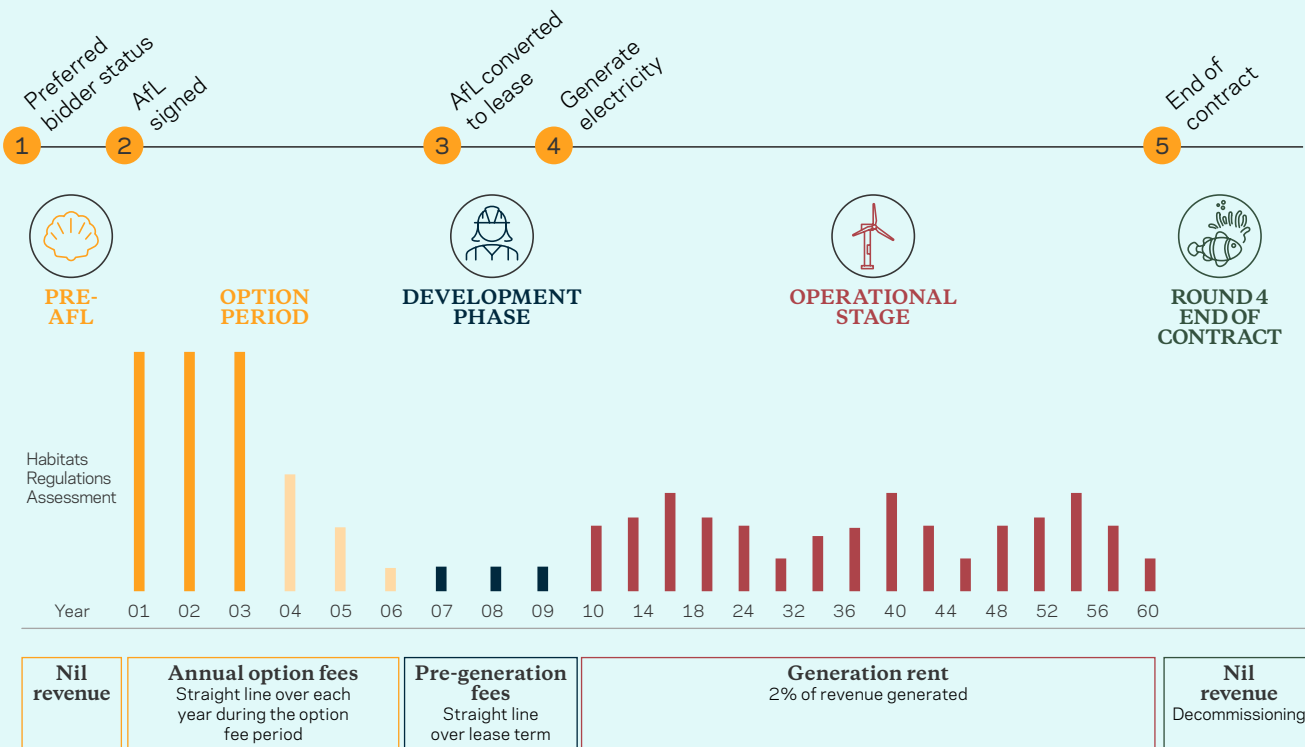 Preferred
bidder status
AfL
signed
AfL converted
to lease
Generate
electricity
End of
contract
1
2
3
4
5
PRE-
AFL
OPTION
PERIOD
DEVELOPMENT
PHASE
OPERATIONAL
STAGE
ROUND 4
END OF
CONTRACT
Habitats
Regulations
Assessment
Year 01 02 03 04 05 06 07 08 09 10 14 18 24 32 36 40 44 48 52 56 60
Nil
revenue
Annual option fees
Straight line over each
year during the option
fee period
Pre-generation
fees
Straight line
over lease term
Generation rent
2% of revenue generated
Nil
revenue
Decommissioning